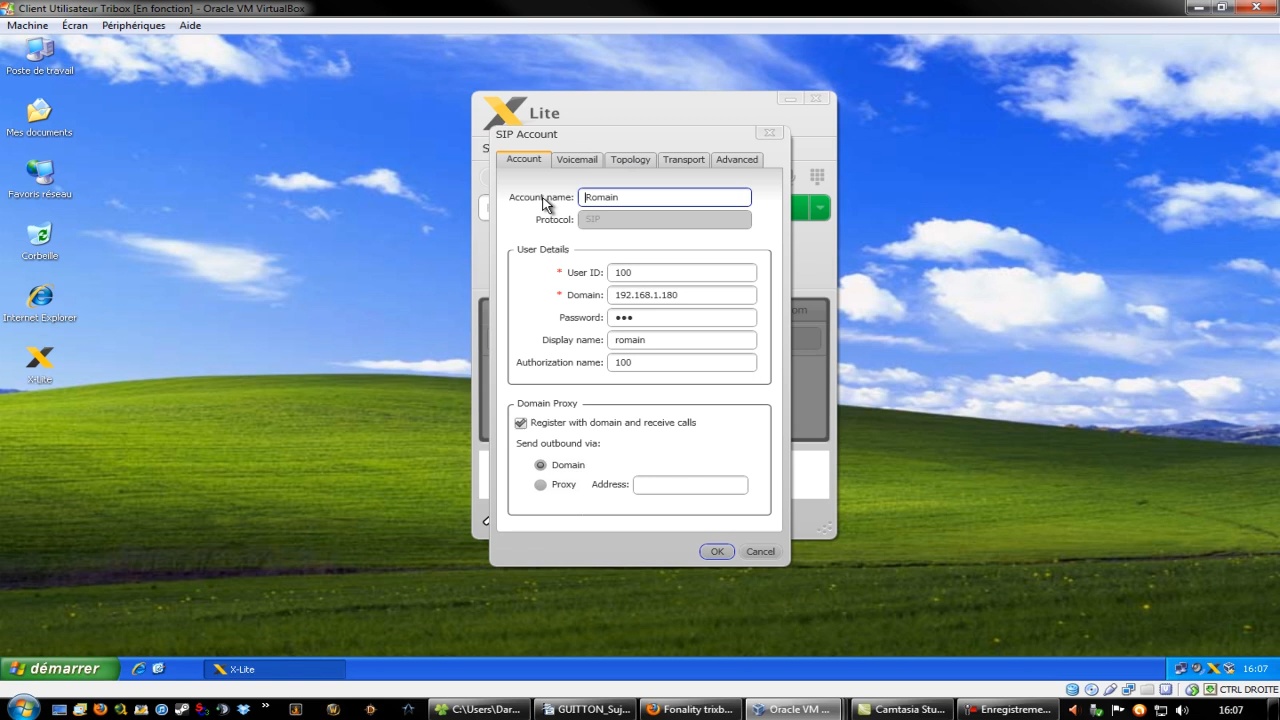 Client Utilisateur Tribox [En fonction] - Oracle VM VirtualBox
Machine Écran Périphériques Aide
Poste de travail
Mes documents
Favoris réseau
Corbeille
Internet Explorer
X-Lite
X Lite
SIP Account
Account Voicemail Topology Transport Advanced
Account name: Romain
Protocol: SIP
User Details
* User ID: 100
* Domain: 192.168.1.180
Password: •••
Display name: romain
Authorization name: 100
Domain Proxy
Register with domain and receive calls
Send outbound via:
Domain
Proxy Address:
OK Cancel
démarrer X-Lite 16:07
CTRL DROITE
C:\Users\Dar... GUITTON_Suj... Fonality trixb... Oracle VM ... Camtasia Stu... Enregistreme... 16:07